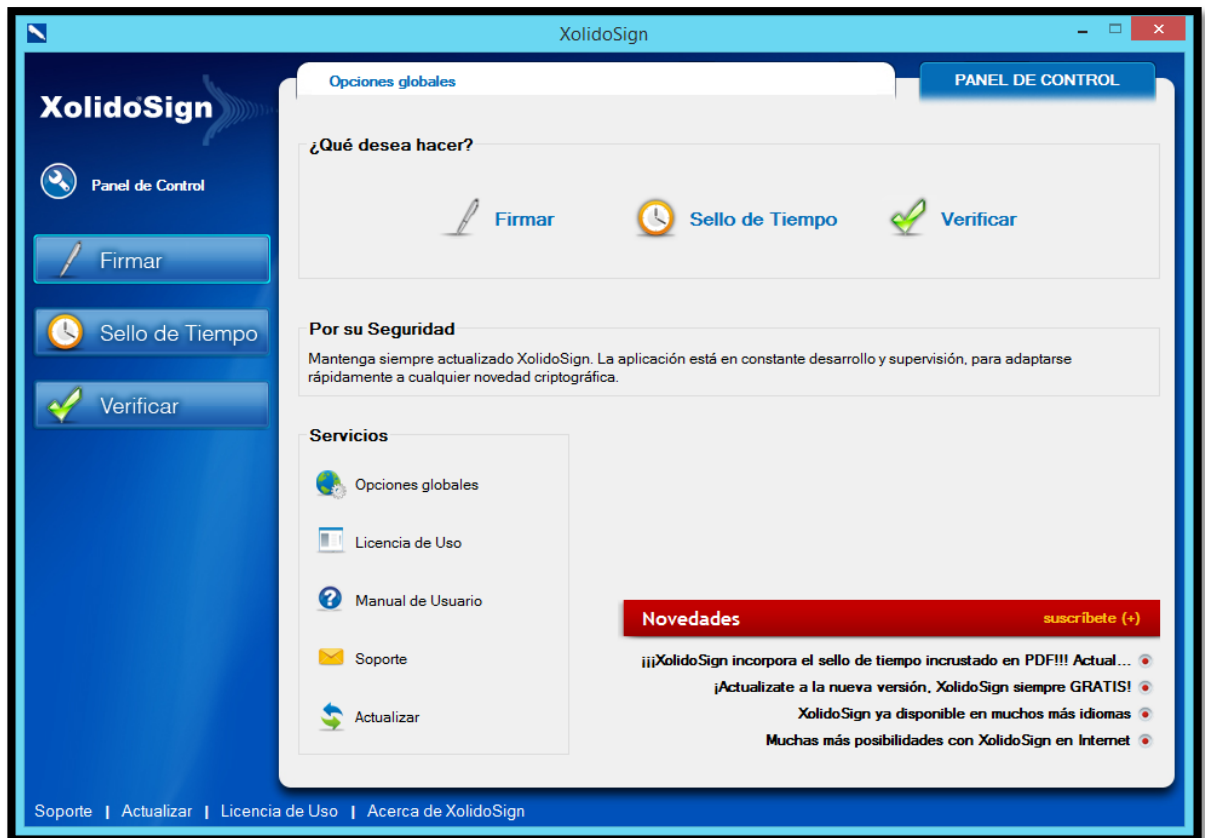 XolidoSign
XolidoSign
Panel de Control
Firmar
Sello de Tiempo
Verificar
Opciones globales
PANEL DE CONTROL
¿Qué desea hacer?
Firmar
Sello de Tiempo
Verificar
Por su Seguridad
Mantenga siempre actualizado XolidoSign. La aplicación está en constante desarrollo y supervisión, para adaptarse
rápidamente a cualquier novedad criptográfica.
Servicios
Opciones globales
Licencia de Uso
Manual de Usuario
Soporte
Actualizar
Novedades
suscríbete (+)
¡¡¡XolidoSign incorpora el sello de tiempo incrustado en PDF!!! Actual...
¡Actualizate a la nueva versión, XolidoSign siempre GRATIS!
XolidoSign ya disponible en muchos más idiomas
Muchas más posibilidades con XolidoSign en Internet
Soporte | Actualizar | Licencia de Uso | Acerca de XolidoSign